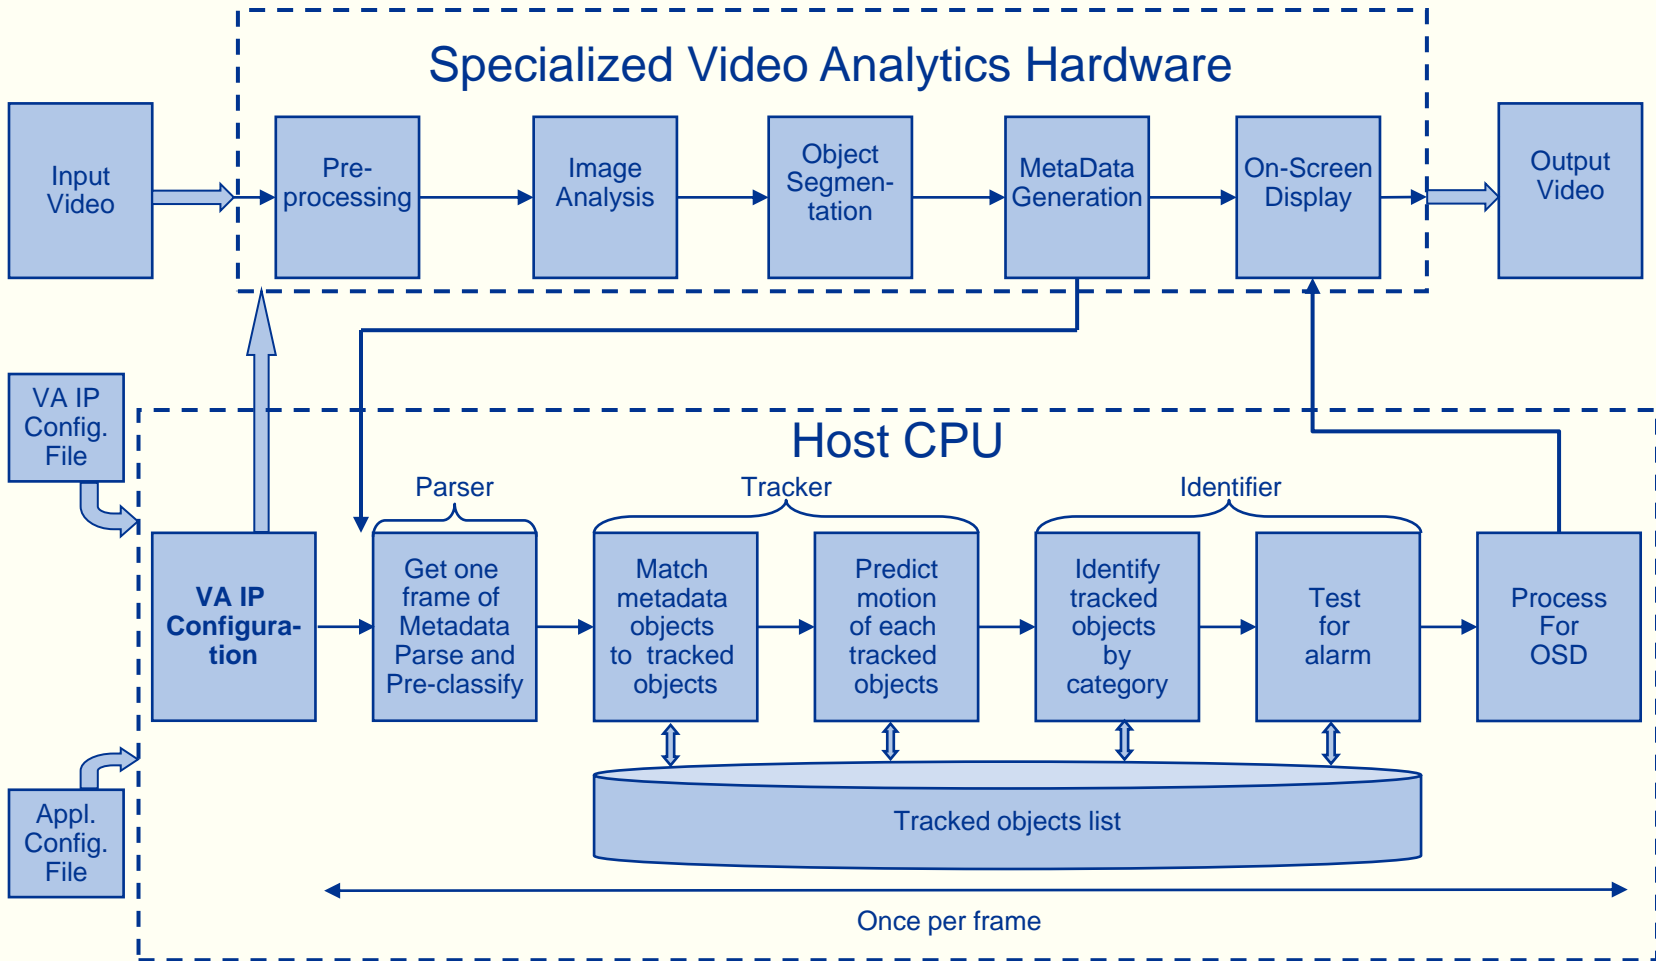 Specialized Video Analytics Hardware
Input
Video
Pre-
processing
Image
Analysis
Object
Segmen-
tation
MetaData
Generation
On-Screen
Display
Output
Video
VA IP
Config.
File
Host CPU
Parser
Tracker
Identifier
VA IP
Configura-
tion
Get one
frame of
Metadata
Parse and
Pre-classify
Match
metadata
objects
to tracked
objects
Predict
motion
of each
tracked
objects
Identify
tracked
objects
by
category
Test
for
alarm
Process
For
OSD
Appl.
Config.
File
Tracked objects list
Once per frame